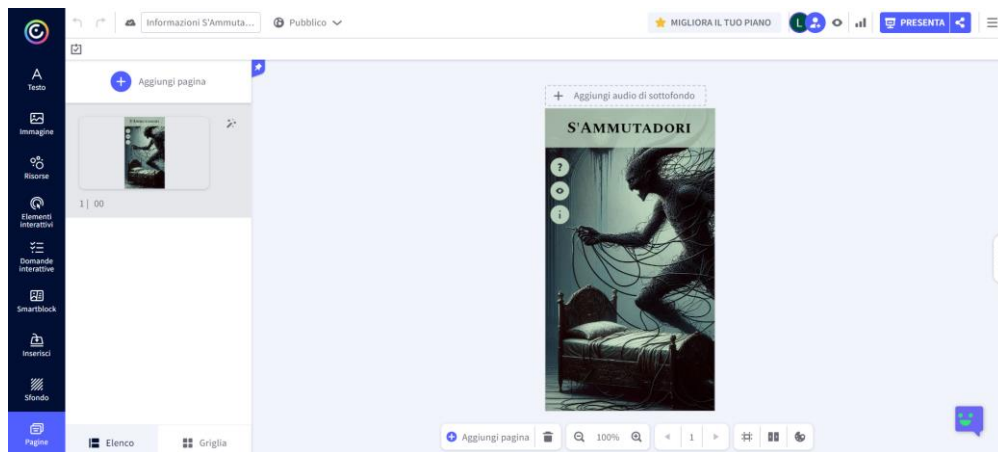 Informazioni S'Ammuta...
Pubblico
MIGLIORA IL TUO PIANO
L
PRESENTA
Testo
Immagine
Risorse
Elementi
interattivi
Domande
interattive
Smartblock
Inserisci
Sfondo
Pagine
Aggiungi pagina
S'AMMUTADORI
1| 00
Elenco
Griglia
Aggiungi audio di sottofondo
S'AMMUTADORI
?
i
Aggiungi pagina
100%
1